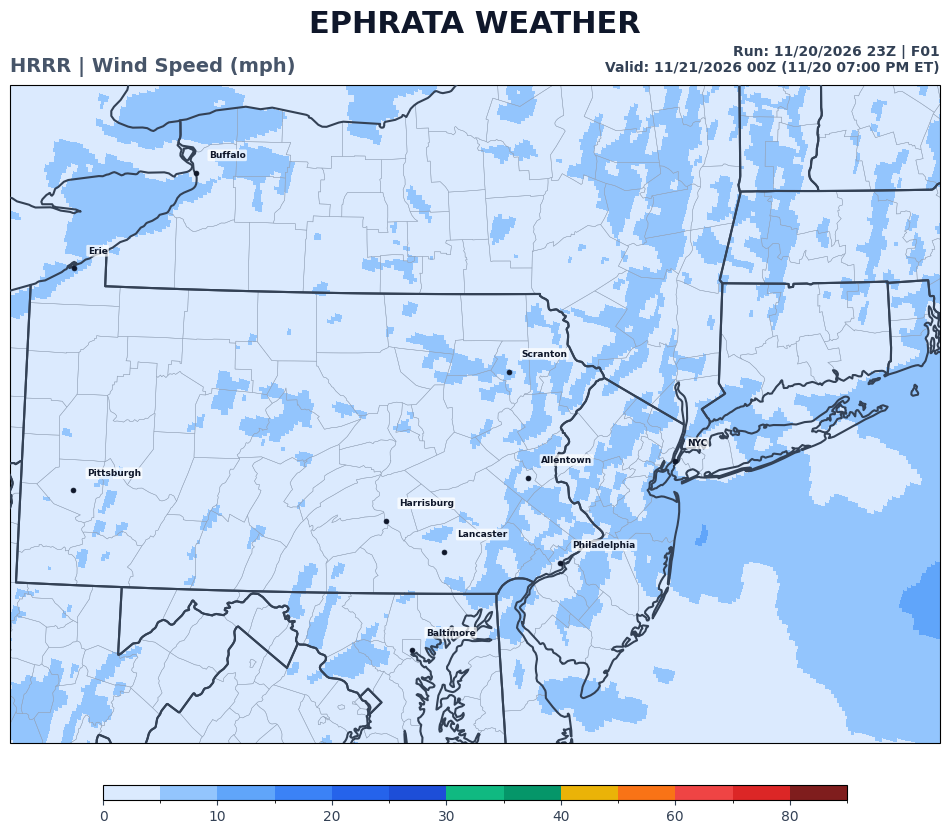 EPHRATA WEATHER
HRRR | Wind Speed (mph)
Run: 11/20/2026 23Z | F01
Valid: 11/21/2026 00Z (11/20 07:00 PM ET)
Buffalo
Erie
Scranton
NYC
Allentown
Pittsburgh
Harrisburg
Lancaster
Philadelphia
Baltimore
0 10 20 30 40 60 80